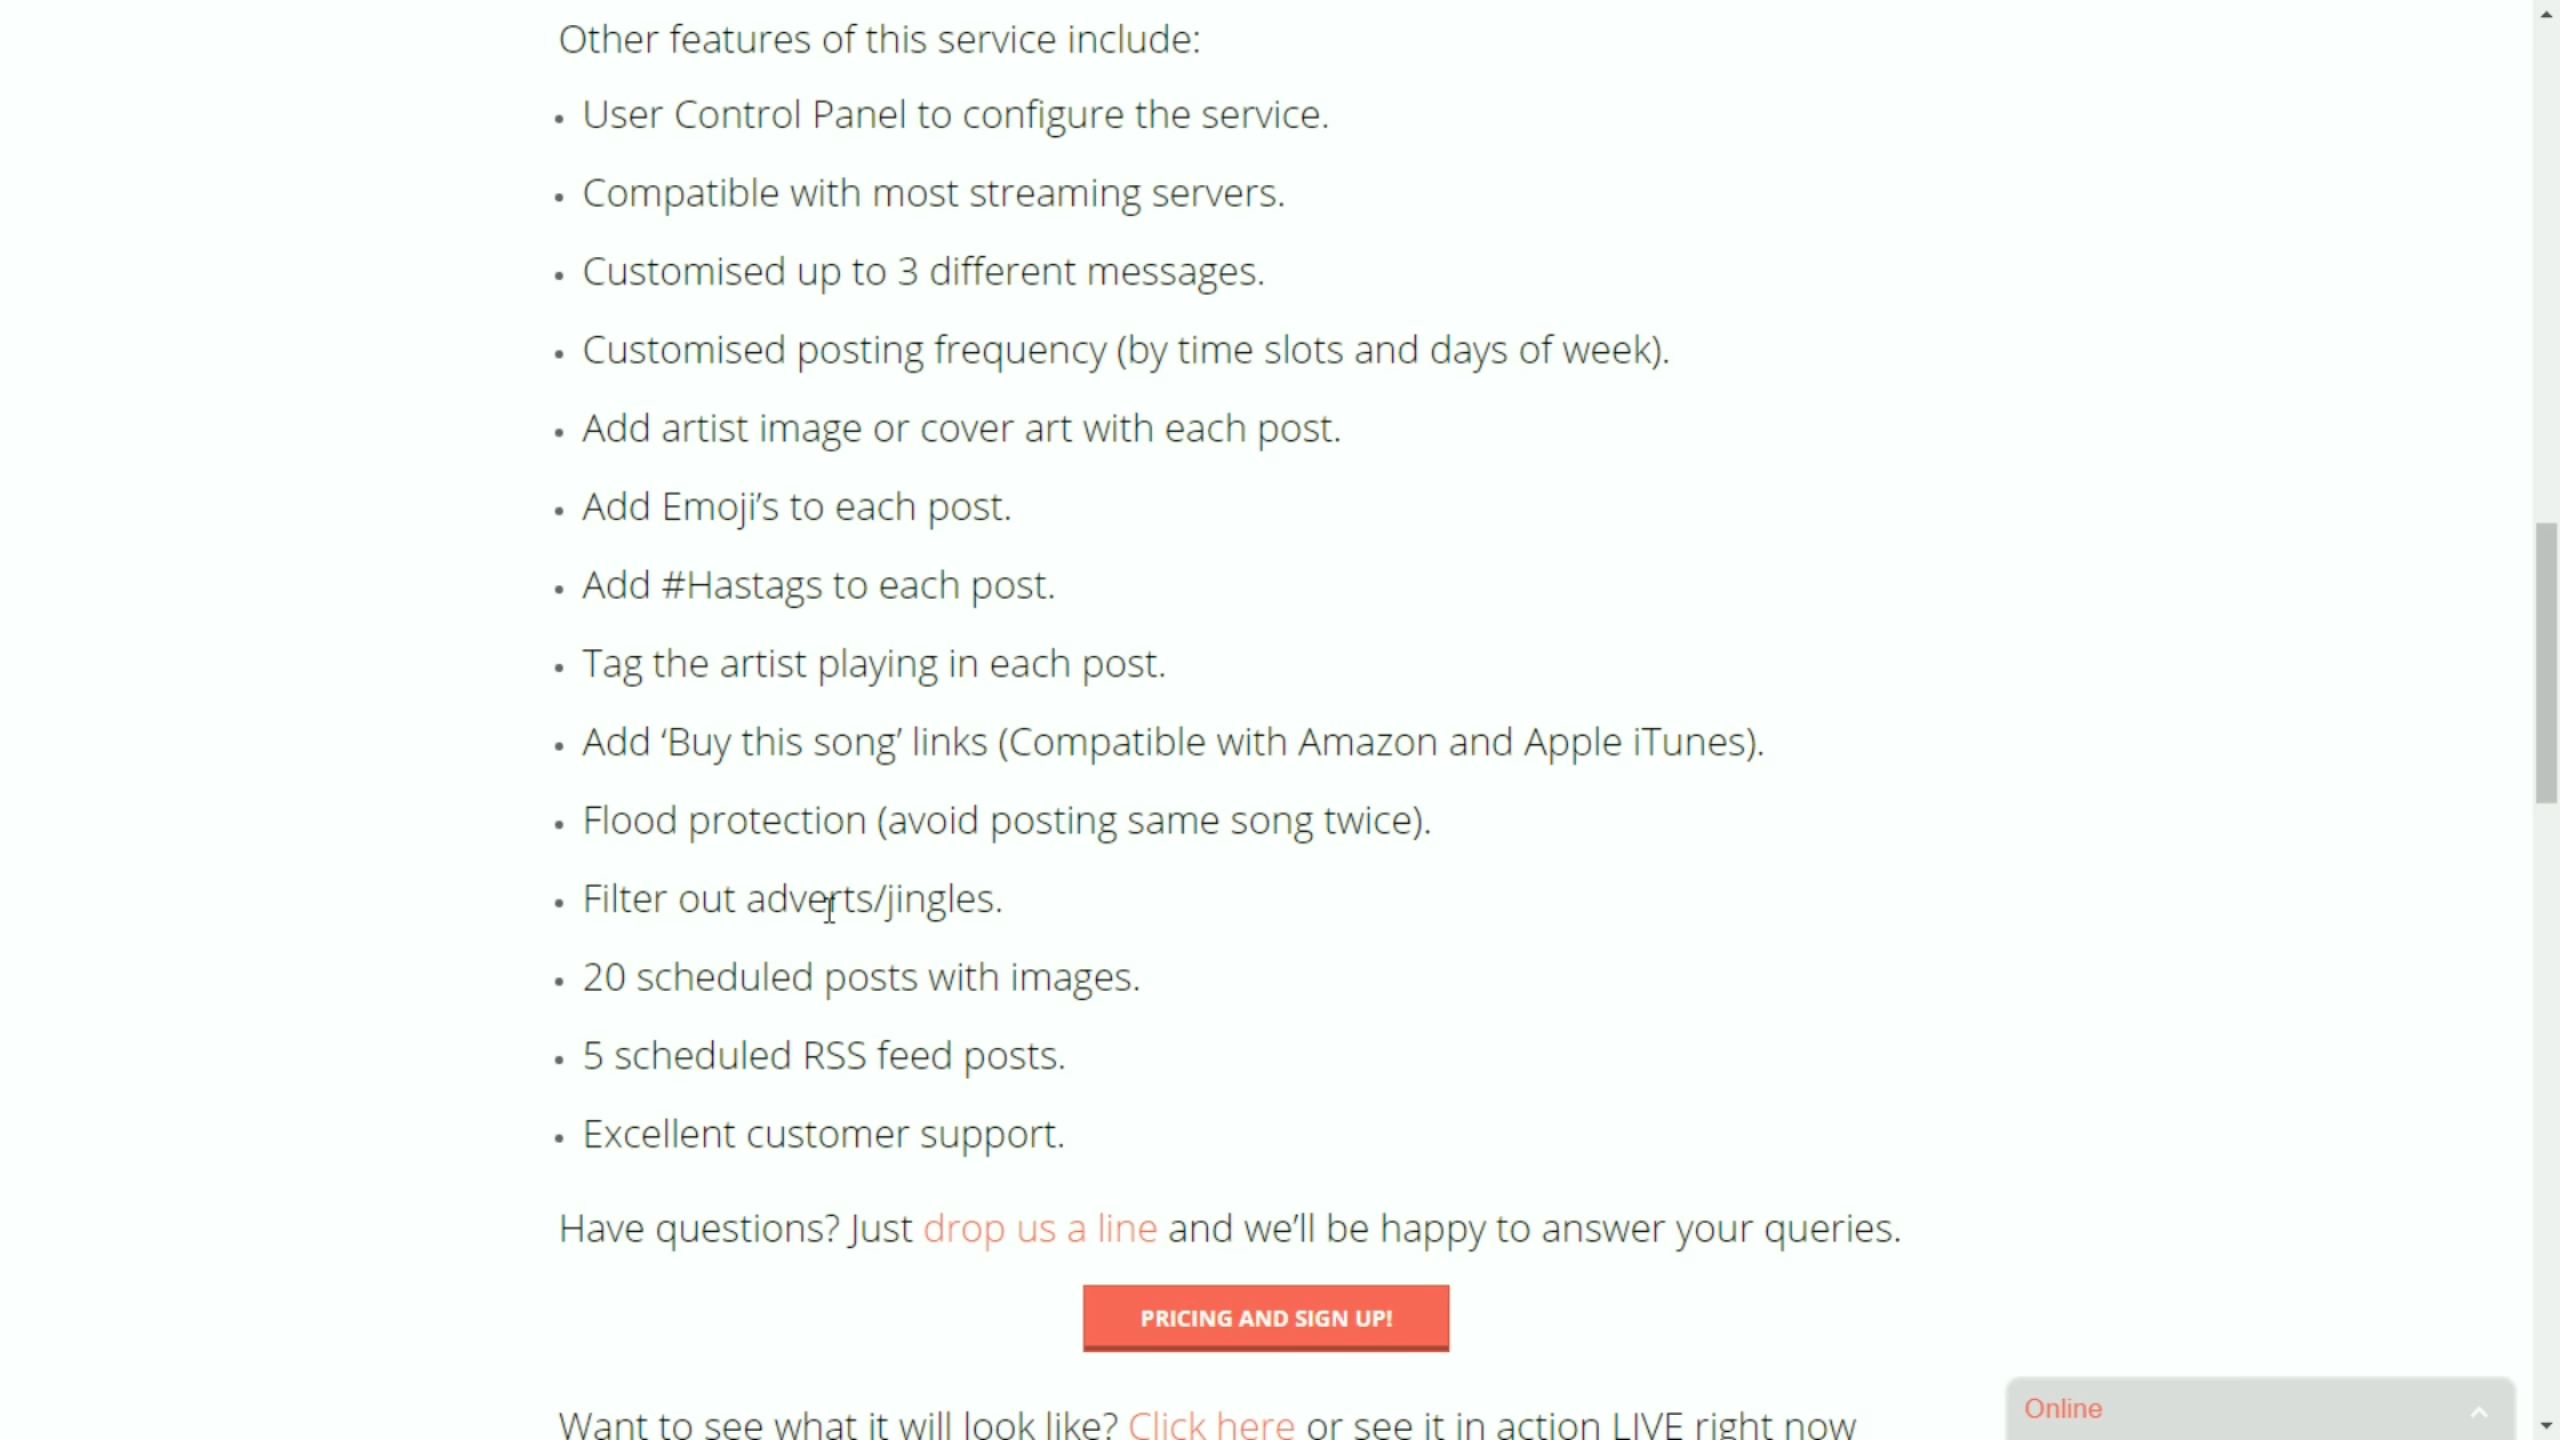 Other features of this service include:
• User Control Panel to configure the service.
• Compatible with most streaming servers.
• Customised up to 3 different messages.
• Customised posting frequency (by time slots and days of week).
• Add artist image or cover art with each post.
• Add Emoji’s to each post.
• Add #Hastags to each post.
• Tag the artist playing in each post.
• Add ‘Buy this song’ links (Compatible with Amazon and Apple iTunes).
• Flood protection (avoid posting same song twice).
• Filter out adverts/jingles.
• 20 scheduled posts with images.
• 5 scheduled RSS feed posts.
• Excellent customer support.
Have questions? Just drop us a line and we’ll be happy to answer your queries.
PRICING AND SIGN UP!
Want to see what it will look like? Click here or see it in action LIVE right now
Online